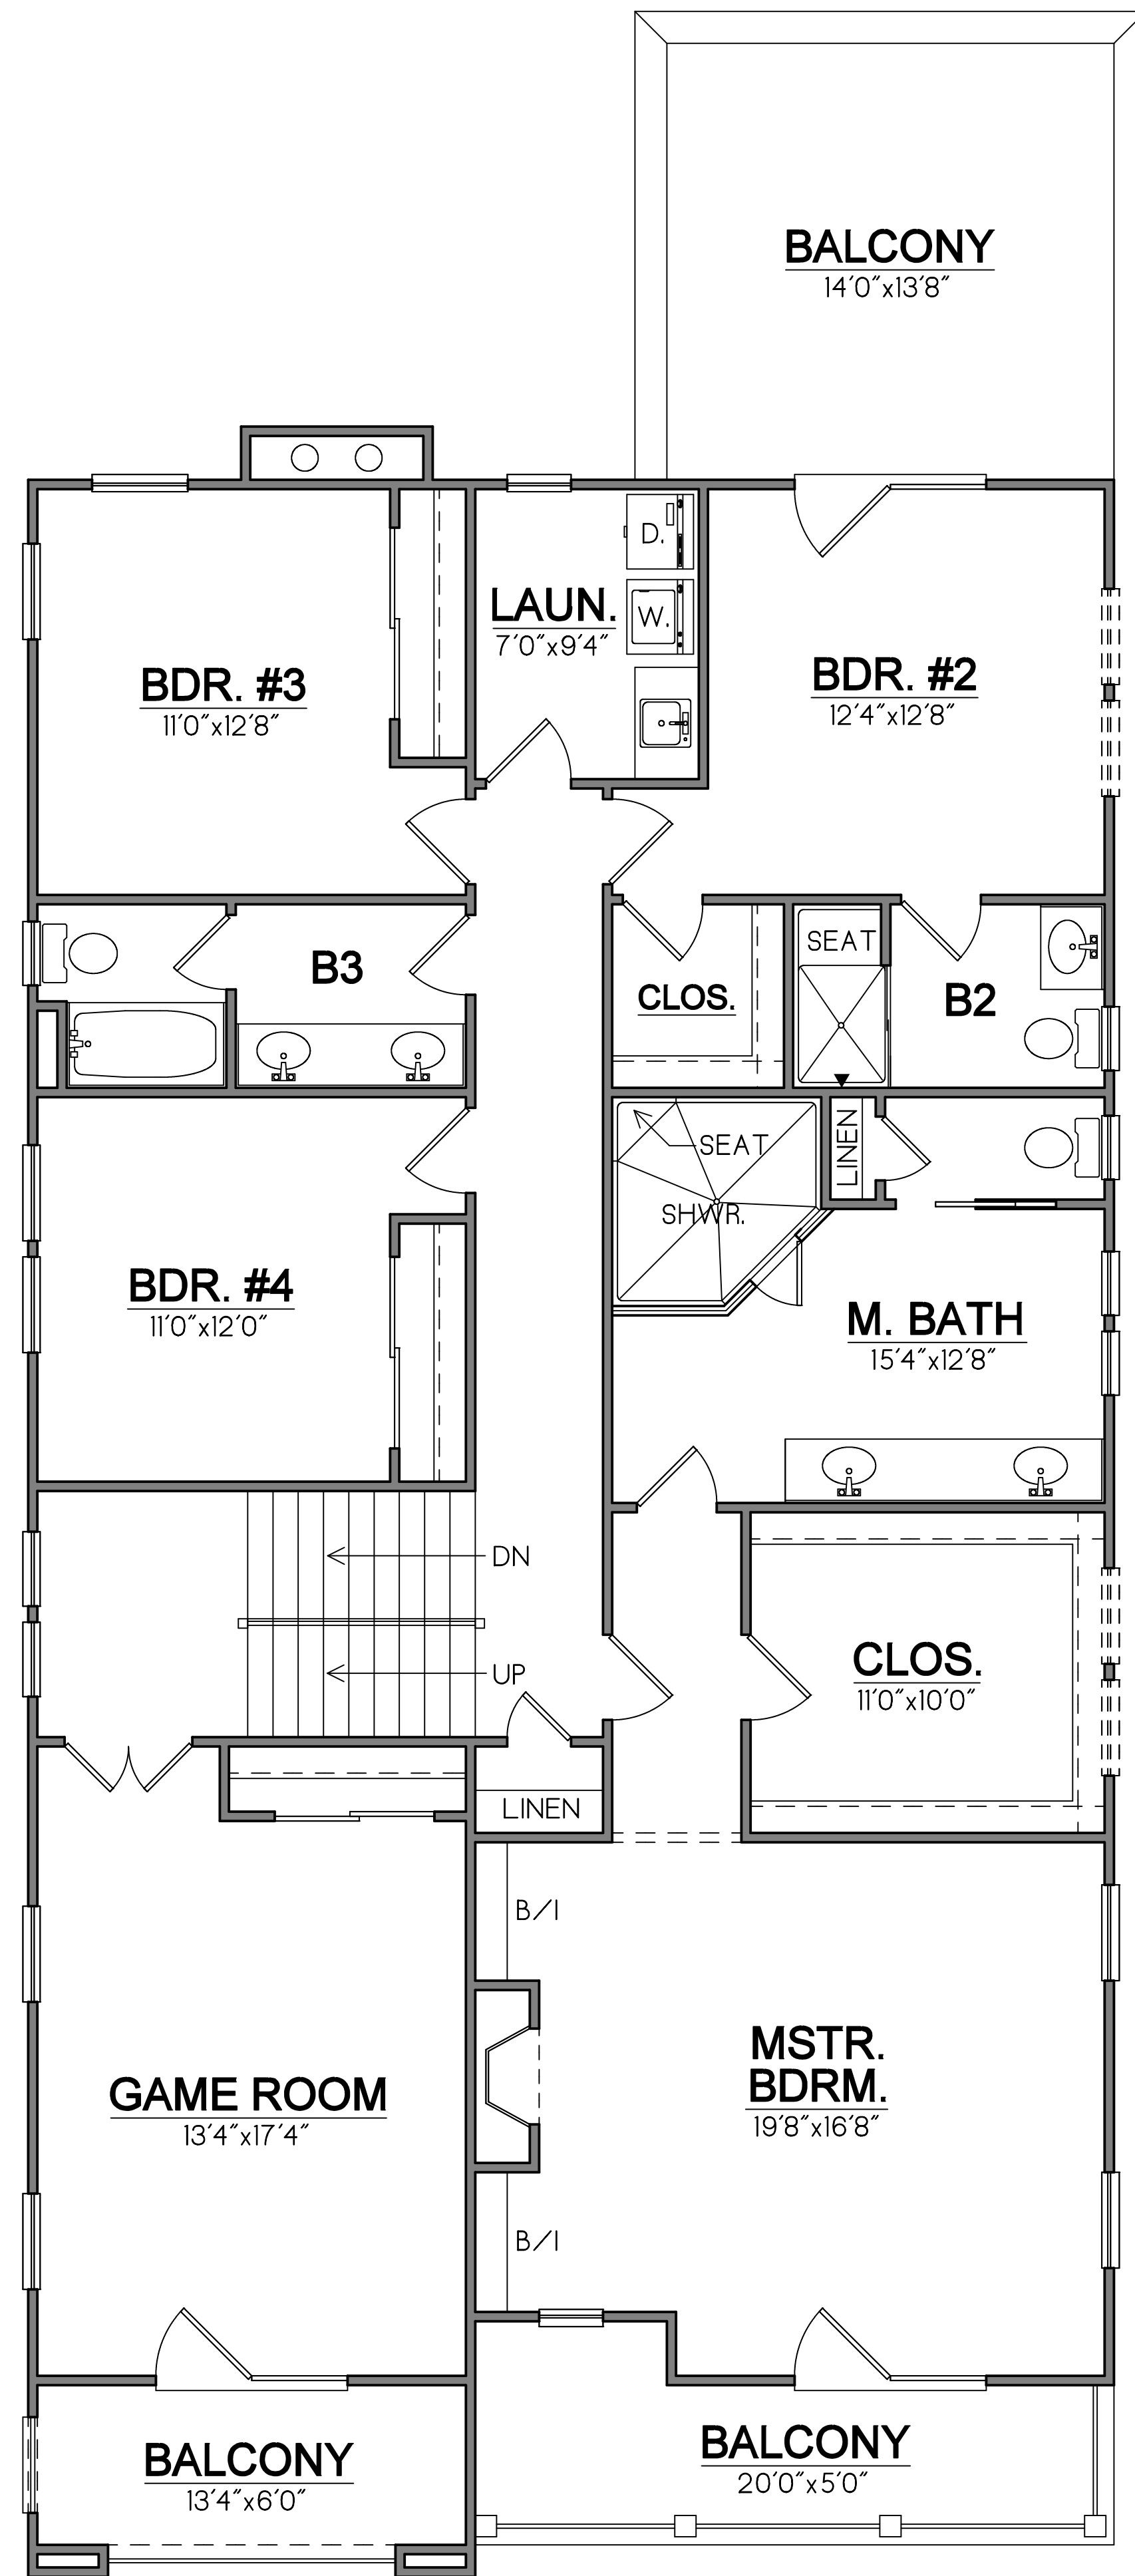 BALCONY
14'0"x13'8"
D.
LAUN.
7'0"x9'4"
W.
BDR. #3
11'0"x12'8"
BDR. #2
12'4"x12'8"
SEAT
B3
CLOS.
B2
SEAT
LINEN
SHWR.
BDR. #4
11'0"x12'0"
M. BATH
15'4"x12'8"
DN
UP
CLOS.
11'0"x10'0"
LINEN
B/I
MSTR.
BDRM.
19'8"x16'8"
GAME ROOM
13'4"x17'4"
B/I
BALCONY
13'4"x6'0"
BALCONY
20'0"x5'0"